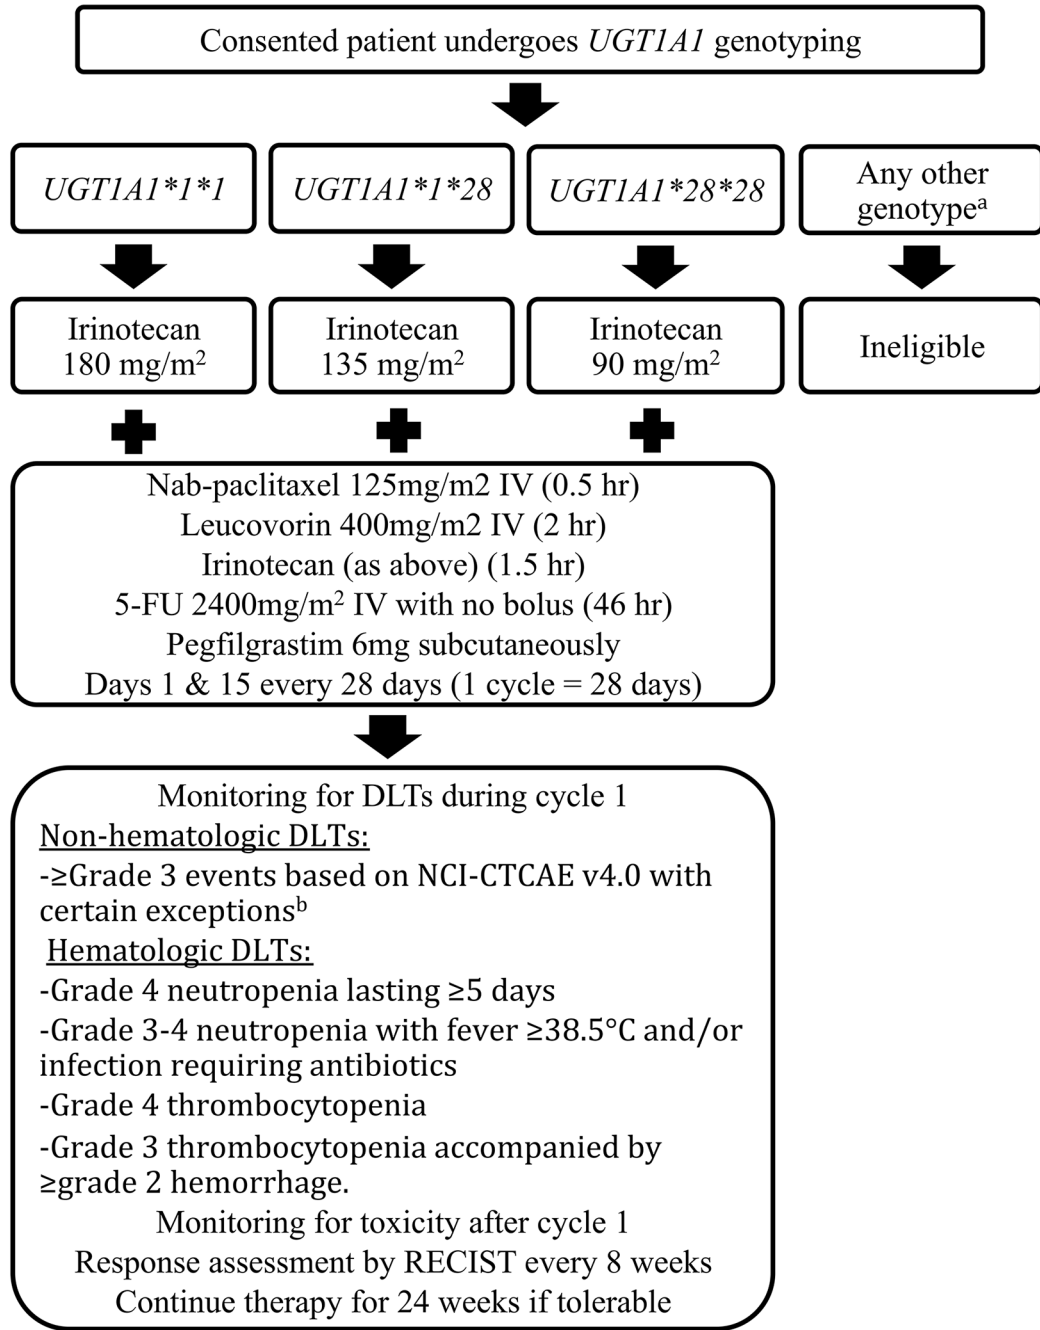 Consented patient undergoes UGT1A1 genotyping
UGT1A1*1*1
UGT1A1*1*28
UGT1A1*28*28
Any other
genotypeᵃ
Irinotecan
180 mg/m²
Irinotecan
135 mg/m²
Irinotecan
90 mg/m²
Ineligible
Nab-paclitaxel 125mg/m2 IV (0.5 hr)
Leucovorin 400mg/m2 IV (2 hr)
Irinotecan (as above) (1.5 hr)
5-FU 2400mg/m² IV with no bolus (46 hr)
Pegfilgrastim 6mg subcutaneously
Days 1 & 15 every 28 days (1 cycle = 28 days)
Monitoring for DLTs during cycle 1
Non-hematologic DLTs:
-≥Grade 3 events based on NCI-CTCAE v4.0 with
certain exceptionsᵇ
Hematologic DLTs:
-Grade 4 neutropenia lasting ≥5 days
-Grade 3-4 neutropenia with fever ≥38.5°C and/or
infection requiring antibiotics
-Grade 4 thrombocytopenia
-Grade 3 thrombocytopenia accompanied by
≥grade 2 hemorrhage.
Monitoring for toxicity after cycle 1
Response assessment by RECIST every 8 weeks
Continue therapy for 24 weeks if tolerable